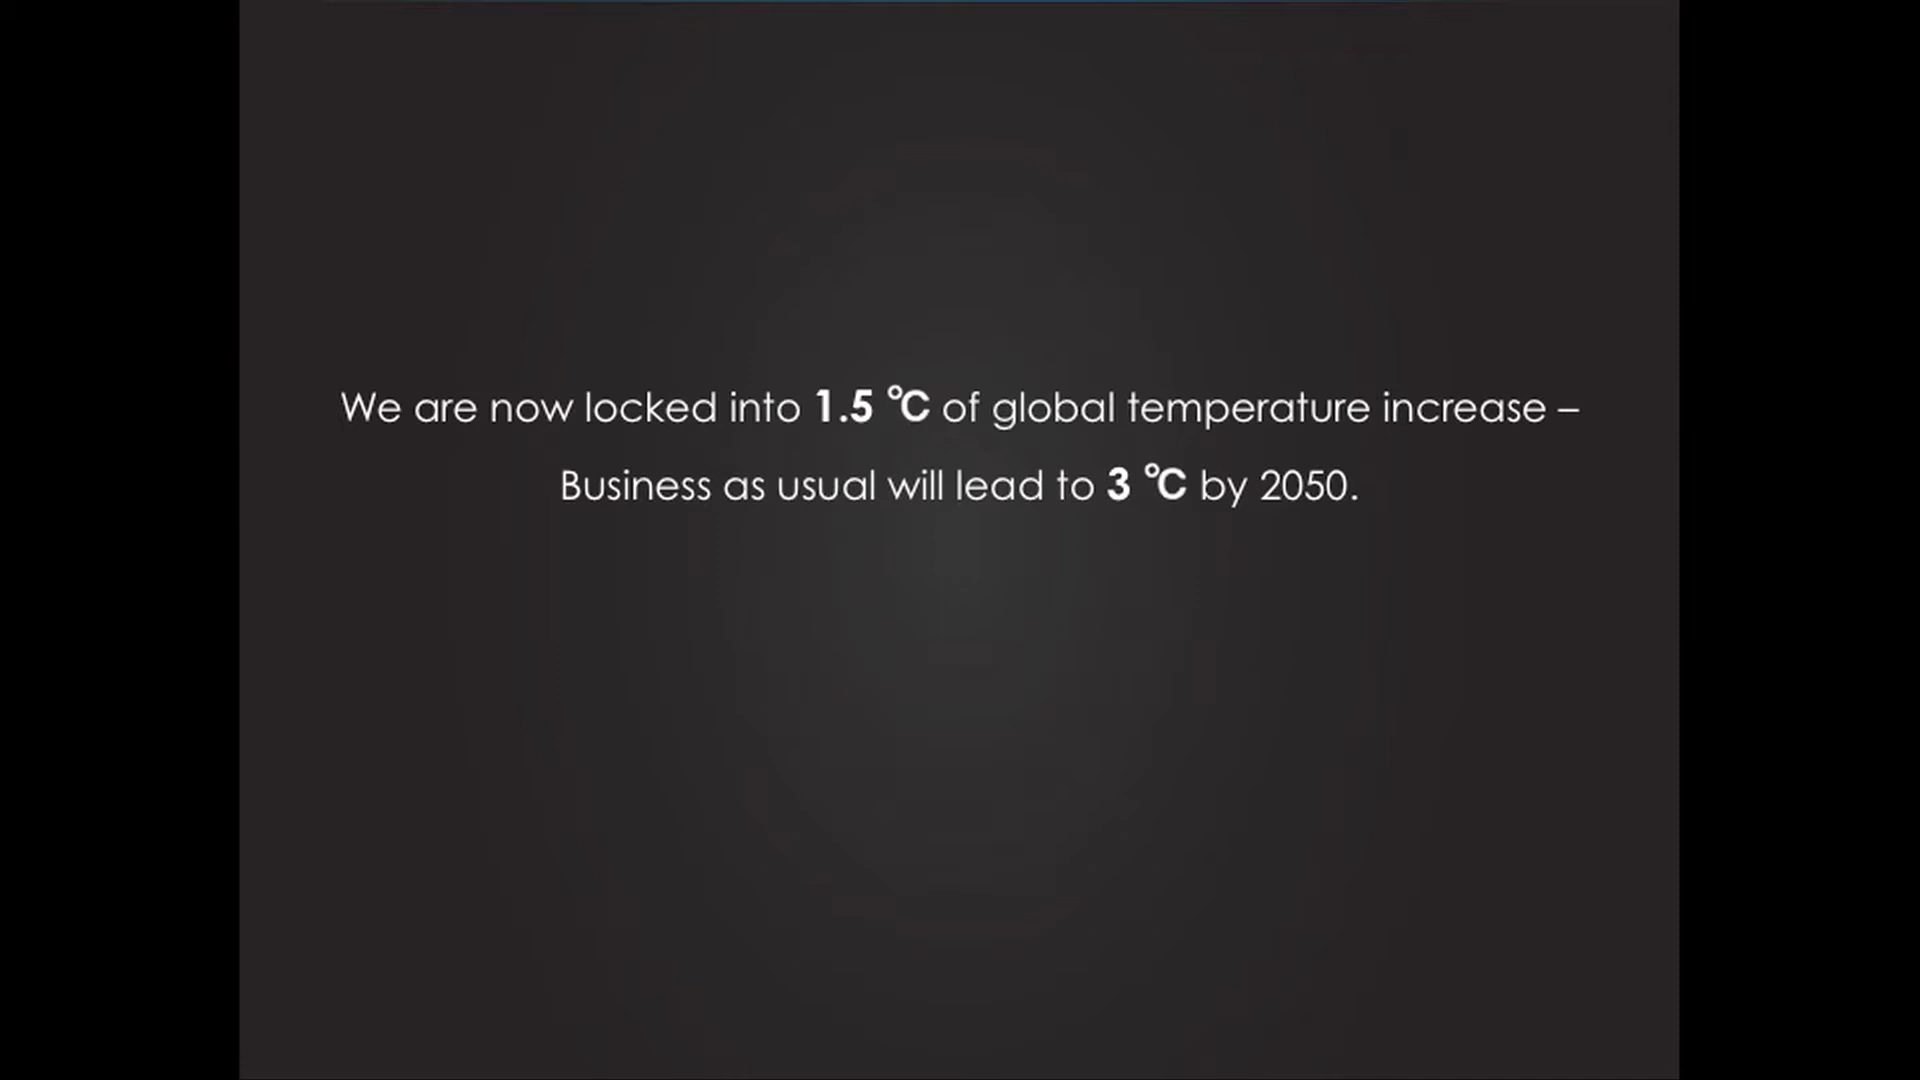 We are now locked into 1.5 ℃ of global temperature increase –
Business as usual will lead to 3 ℃ by 2050.